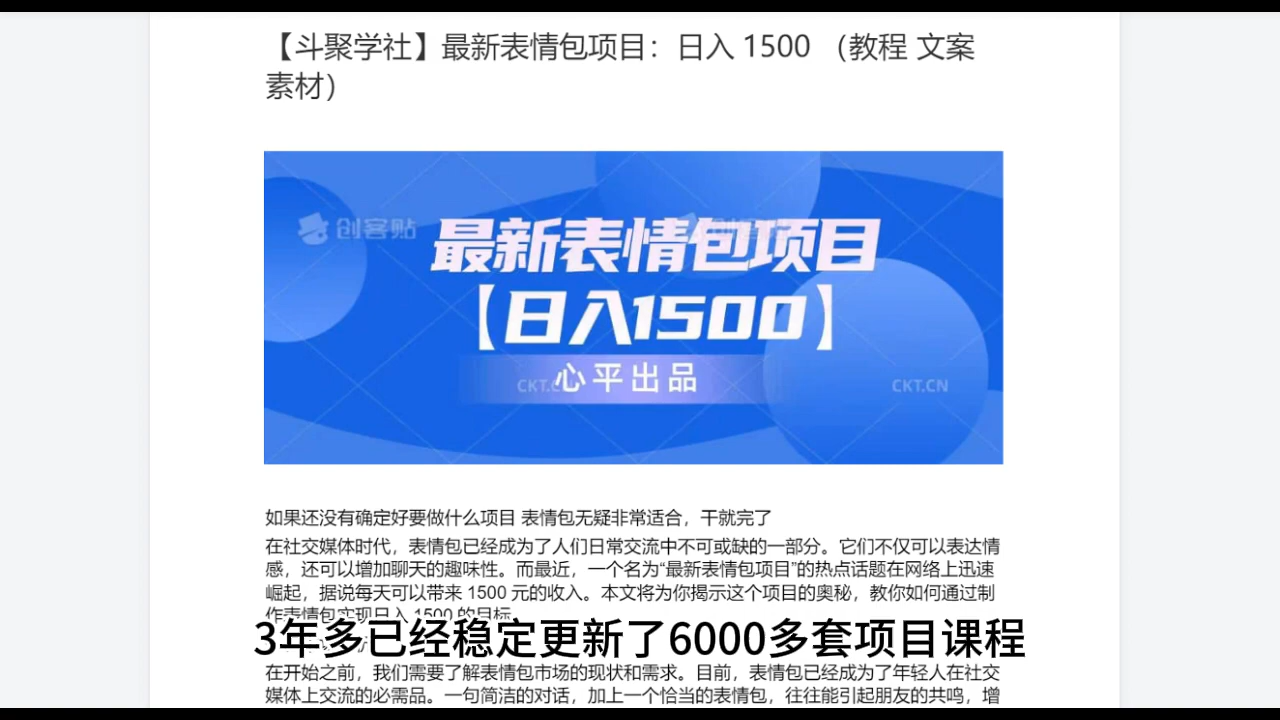 【斗聚学社】最新表情包项目：日入 1500 （教程 文案
素材）
创客贴
最新表情包项目
【日入1500】
心平出品
CKT.CN
如果还没有确定好要做什么项目 表情包无疑非常适合，干就完了
在社交媒体时代，表情包已经成为了人们日常交流中不可或缺的一部分。它们不仅可以表达情
感，还可以增加聊天的趣味性。而最近，一个名为“最新表情包项目”的热点话题在网络上迅速
崛起，据说每天可以带来 1500 元的收入。本文将为你揭示这个项目的奥秘，教你如何通过制
作表情包实现日入 1500 的目标
3年多已经稳定更新了6000多套项目课程
在开始之前，我们需要了解表情包市场的现状和需求。目前，表情包已经成为了年轻人在社交
媒体上交流的必需品。一句简洁的对话，加上一个恰当的表情包，往往能引起朋友的共鸣，增